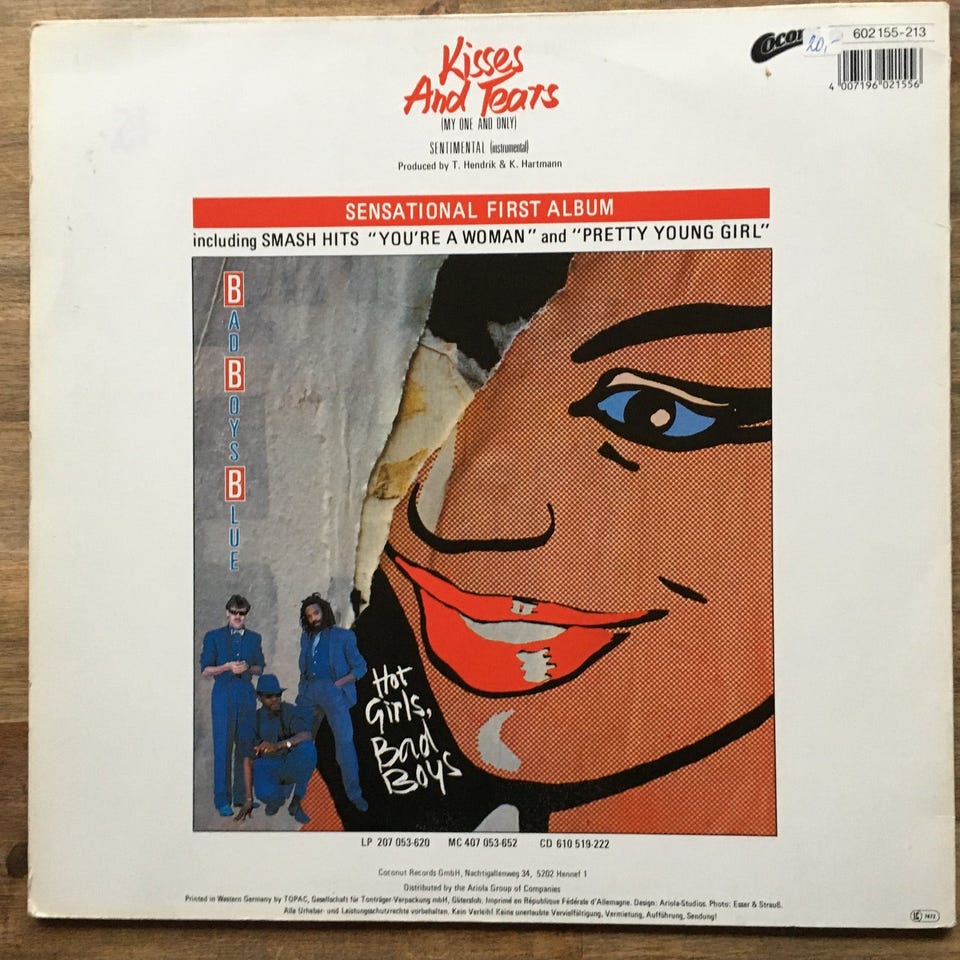 Kisses
And Tears
(MY ONE AND ONLY)
SENTIMENTAL (instrumental)
Produced by T. Hendrik & K. Hartmann
20,-
602 155-213
4 007196 021556
SENSATIONAL FIRST ALBUM
including SMASH HITS "YOU'RE A WOMAN" and "PRETTY YOUNG GIRL"
BAD BOYS BLUE
Hot
Girls,
Bad
Boys
LP 207 053-620 MC 407 053-652 CD 610 519-222
Coconut Records GmbH, Nachtigallenweg 34, 5202 Hennef 1
Distributed by the Ariola Group of Companies
Printed in Western Germany by TOPAC, Gesellschaft für Tonträger-Verpackung mbH, Gütersloh. Imprimé en République Fédérale d'Allemagne. Design: Ariola-Studios. Photo: Esser & Strauß.
Alle Urheber- und Leistungsschutzrechte vorbehalten. Kein Verleih! Keine unerlaubte Vervielfältigung, Vermietung, Aufführung, Sendung!